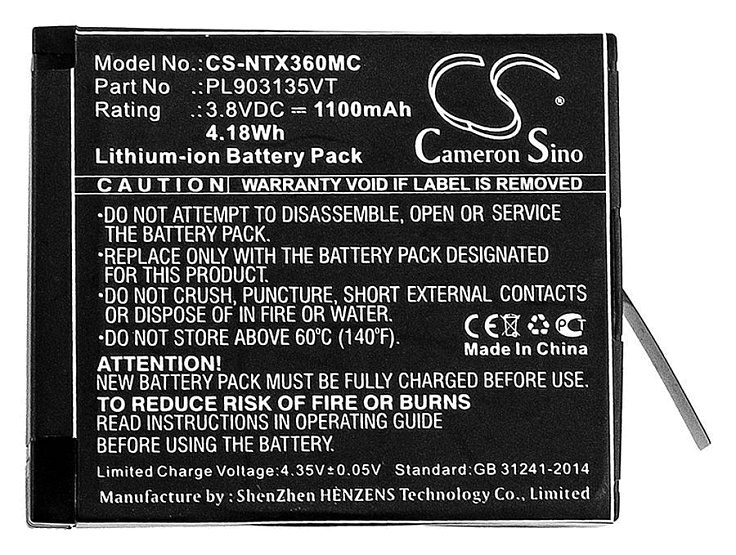 Model No.:CS-NTX360MC
Part No .:PL903135VT
Rating .:3.8VDC ⎓ 1100mAh
4.18Wh
Lithium-ion Battery Pack
CS
®
Cameron Sino
CAUTION! WARRANTY VOID IF LABEL IS REMOVED
•DO NOT ATTEMPT TO DISASSEMBLE, OPEN OR SERVICE
THE BATTERY PACK.
•REPLACE ONLY WITH THE BATTERY PACK DESIGNATED
FOR THIS PRODUCT.
•DO NOT CRUSH, PUNCTURE, SHORT EXTERNAL CONTACTS
OR DISPOSE OF IN FIRE OR WATER.
•DO NOT STORE ABOVE 60°C (140°F).
CE
Made In China
ATTENTION!
NEW BATTERY PACK MUST BE FULLY CHARGED BEFORE USE.
TO REDUCE RISK OF FIRE OR BURNS
READ INSTRUCTIONS IN OPERATING GUIDE
BEFORE USING THE BATTERY.
Limited Charge Voltage:4.35V±0.05V Standard:GB 31241-2014
Manufacture by : ShenZhen HENZENS Technology Co., Limited